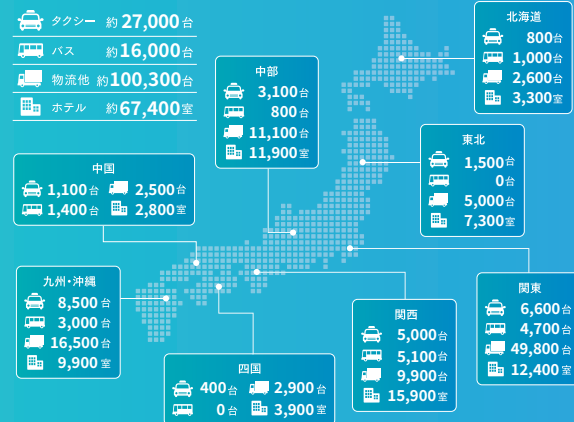 タクシー 約27,000台
バス 約16,000台
物流他 約100,300台
ホテル 約67,400室
北海道
800台
1,000台
2,600台
3,300室
中部
3,100台
800台
11,100台
11,900室
東北
1,500台
0台
5,000台
7,300室
中国
1,100台 2,500台
1,400台 2,800室
九州・沖縄
8,500台
3,000台
16,500台
9,900室
関東
6,600台
4,700台
49,800台
12,400室
関西
5,000台
5,100台
9,900台
15,900室
四国
400台 2,900台
0台 3,900室